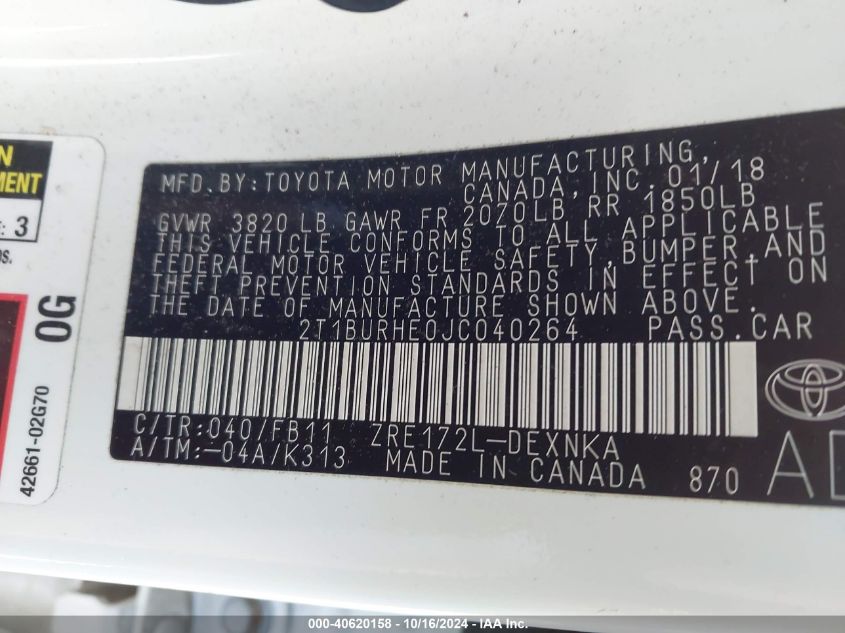 MFD.BY:TOYOTA MOTOR MANUFACTURING,
CANADA, INC. 01/18
GVWR 3820 LB GAWR FR 2070LB RR 1850LB
THIS VEHICLE CONFORMS TO ALL APPLICABLE
FEDERAL MOTOR VEHICLE SAFETY, BUMPER, AND
THEFT PREVENTION STANDARDS IN EFFECT ON
THE DATE OF MANUFACTURE SHOWN ABOVE.
2T1BURHE0JC040264 PASS.CAR
C/TR:040/FB11 ZRE172L-DEXNKA
A/TM:-04A/K313 MADE IN CANADA 870
3
0G
42661-02G70
000-40620158 - 10/16/2024 - IAA Inc.